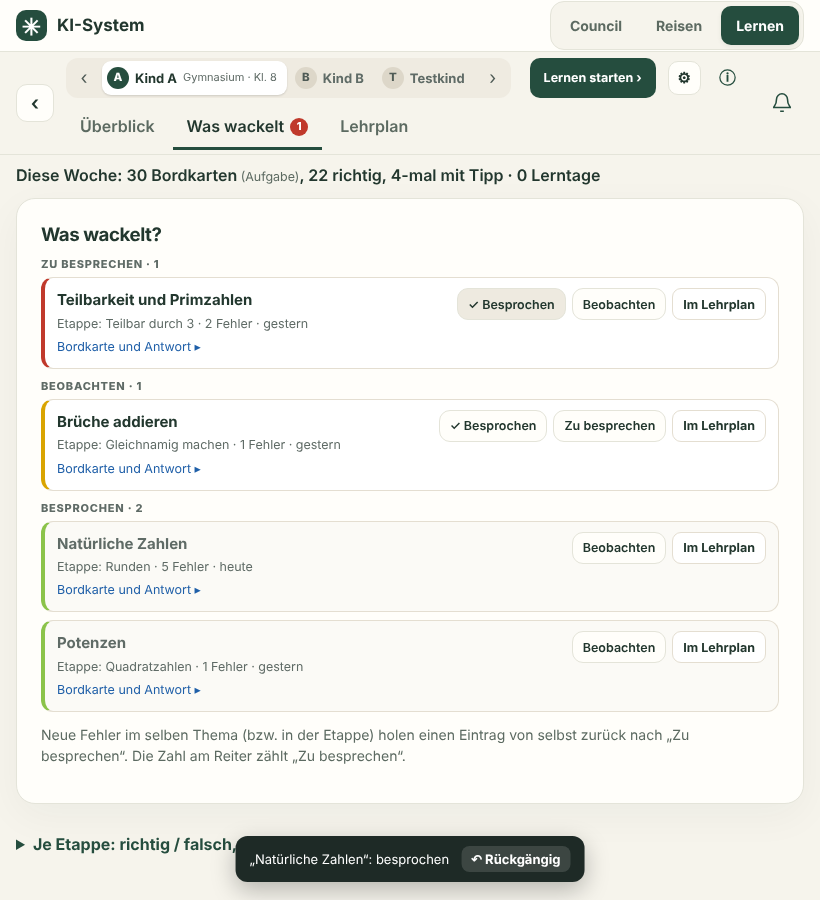 KI-System
Council Reisen Lernen
‹ A Kind A Gymnasium · Kl. 8 B Kind B T Testkind › Lernen starten ›
Überblick Was wackelt 1 Lehrplan
Diese Woche: 30 Bordkarten (Aufgabe), 22 richtig, 4-mal mit Tipp · 0 Lerntage
Was wackelt?
ZU BESPRECHEN · 1
Teilbarkeit und Primzahlen
✓ Besprochen Beobachten Im Lehrplan
Etappe: Teilbar durch 3 · 2 Fehler · gestern
Bordkarte und Antwort ▸
BEOBACHTEN · 1
Brüche addieren
✓ Besprochen Zu besprechen Im Lehrplan
Etappe: Gleichnamig machen · 1 Fehler · gestern
Bordkarte und Antwort ▸
BESPROCHEN · 2
Natürliche Zahlen
Beobachten Im Lehrplan
Etappe: Runden · 5 Fehler · heute
Bordkarte und Antwort ▸
Potenzen
Beobachten Im Lehrplan
Etappe: Quadratzahlen · 1 Fehler · gestern
Bordkarte und Antwort ▸
Neue Fehler im selben Thema (bzw. in der Etappe) holen einen Eintrag von selbst zurück nach „Zu
besprechen“. Die Zahl am Reiter zählt „Zu besprechen“.
Je Etappe: richtig / falsch,
„Natürliche Zahlen“: besprochen ↶ Rückgängig